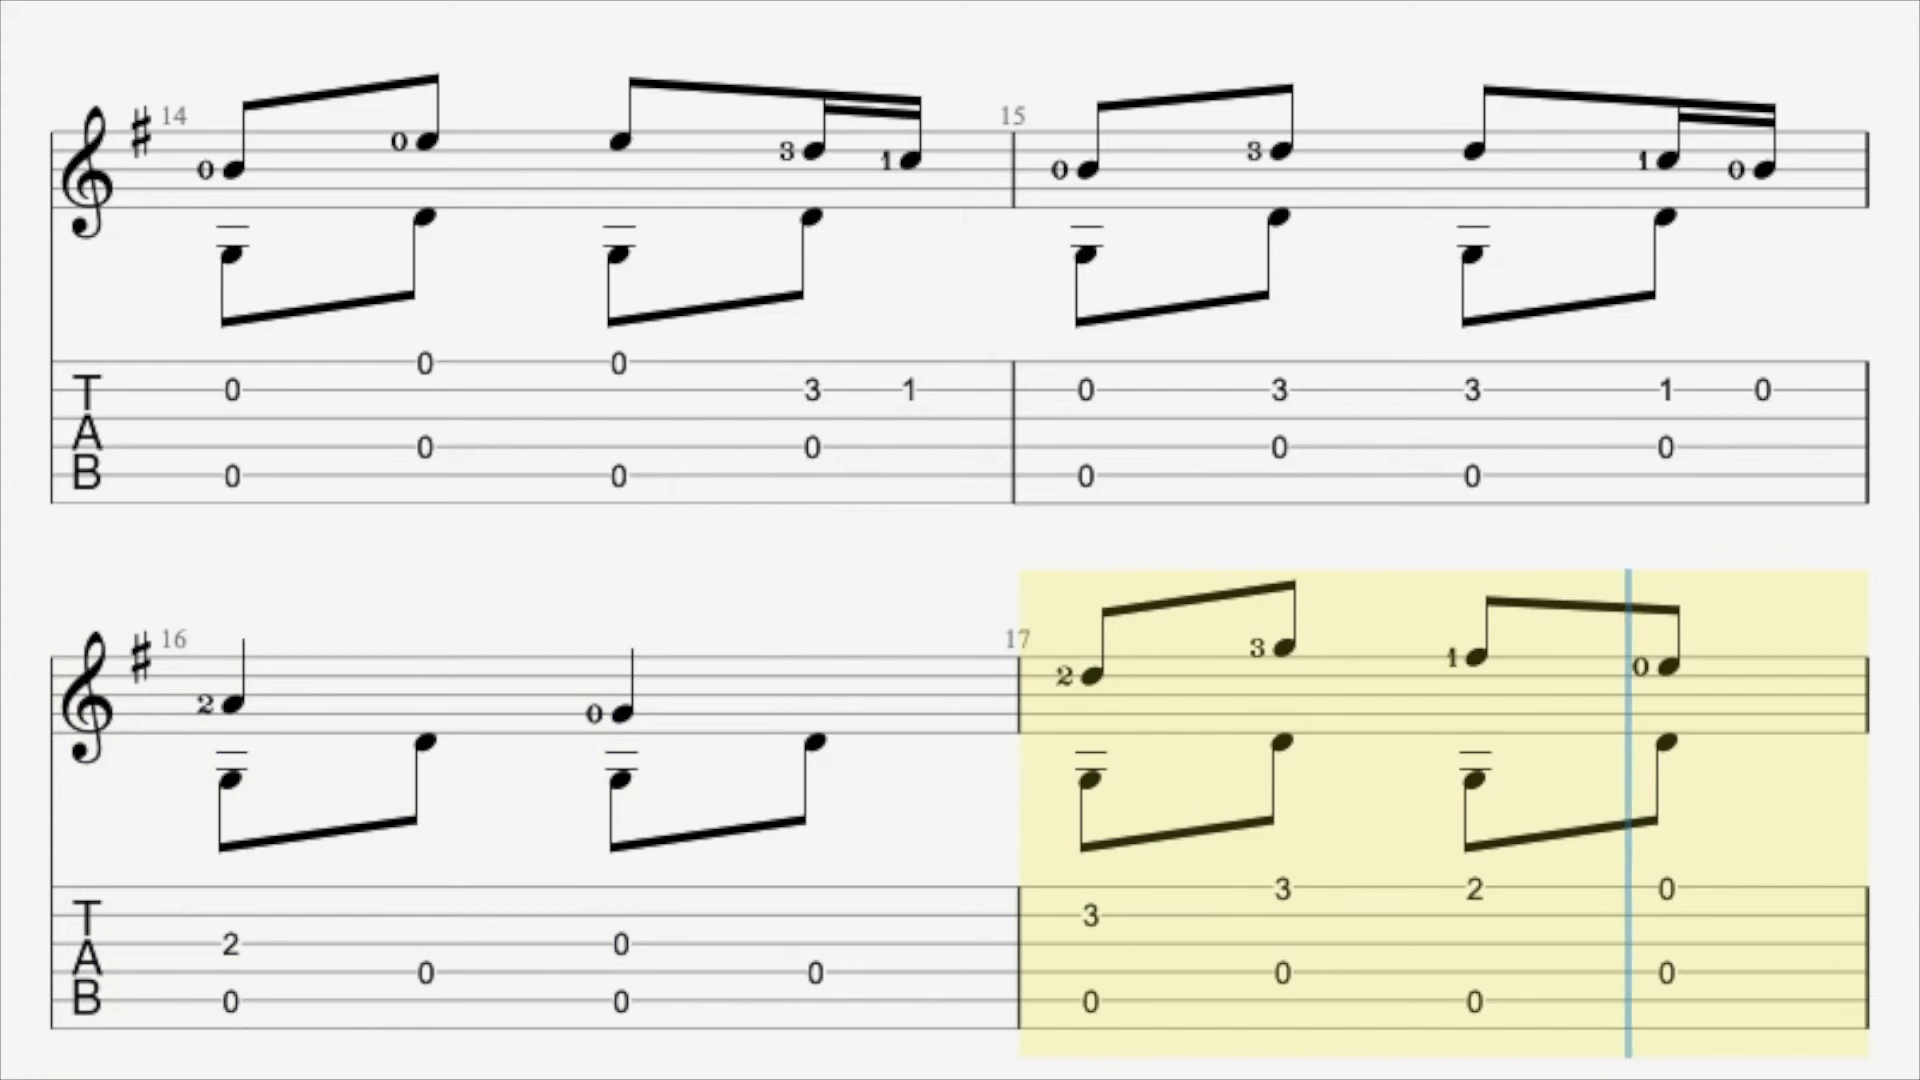 14 15
0 0 3 1 0 3 1 0
0 0 3 1 0 3 3 1 0
T A B
0 0 0 0
0 0 0 0
16 17
2 0 2 3 1 0
3 2 0
3
T A B
2 0
0 0 0 0
0 0 0 0